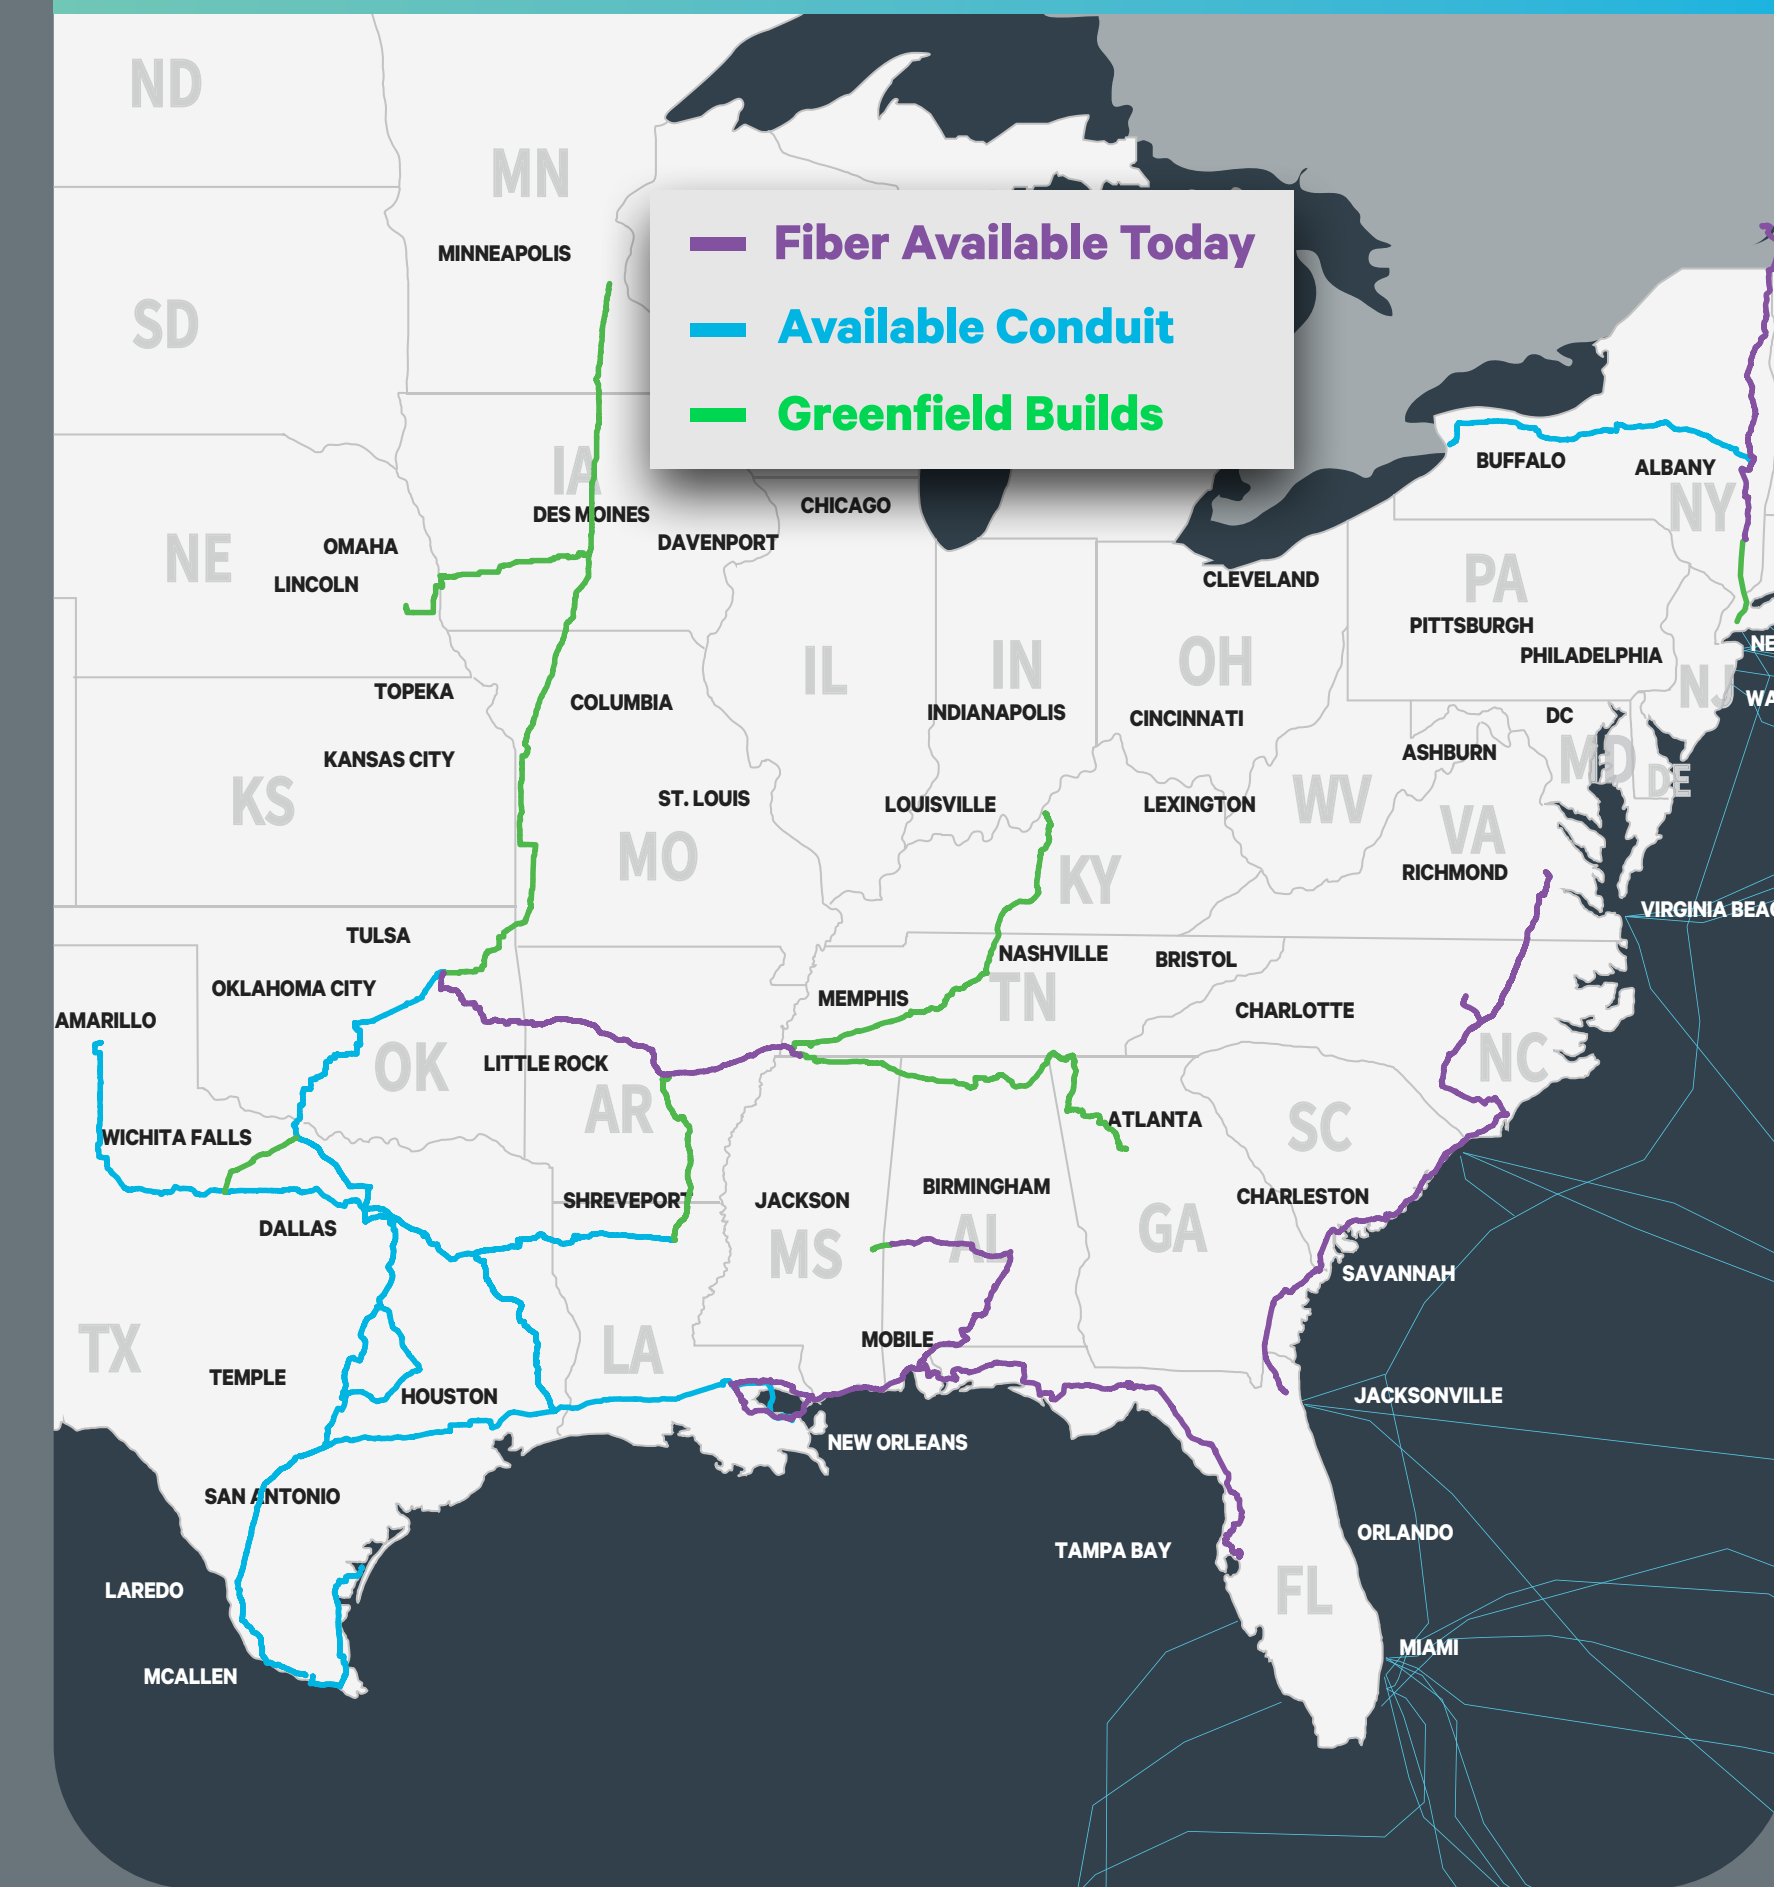 ND
MN
MINNEAPOLIS
SD
Fiber Available Today
Available Conduit
Greenfield Builds
IA
DES MOINES
DAVENPORT
CHICAGO
BUFFALO
ALBANY
NY
NE
OMAHA
LINCOLN
CLEVELAND
PA
PITTSBURGH
PHILADELPHIA
NE
IL
IN
OH
NJ
WA
TOPEKA
COLUMBIA
INDIANAPOLIS
CINCINNATI
DC
ASHBURN
MD
DE
KANSAS CITY
KS
ST. LOUIS
LOUISVILLE
LEXINGTON
WV
VA
MO
KY
RICHMOND
VIRGINIA BEAC
TULSA
NASHVILLE
BRISTOL
OKLAHOMA CITY
MEMPHIS
TN
CHARLOTTE
AMARILLO
OK
LITTLE ROCK
NC
AR
ATLANTA
SC
WICHITA FALLS
SHREVEPORT
JACKSON
BIRMINGHAM
CHARLESTON
DALLAS
MS
AL
GA
SAVANNAH
TX
LA
MOBILE
TEMPLE
HOUSTON
JACKSONVILLE
NEW ORLEANS
SAN ANTONIO
ORLANDO
TAMPA BAY
LAREDO
FL
MIAMI
MCALLEN